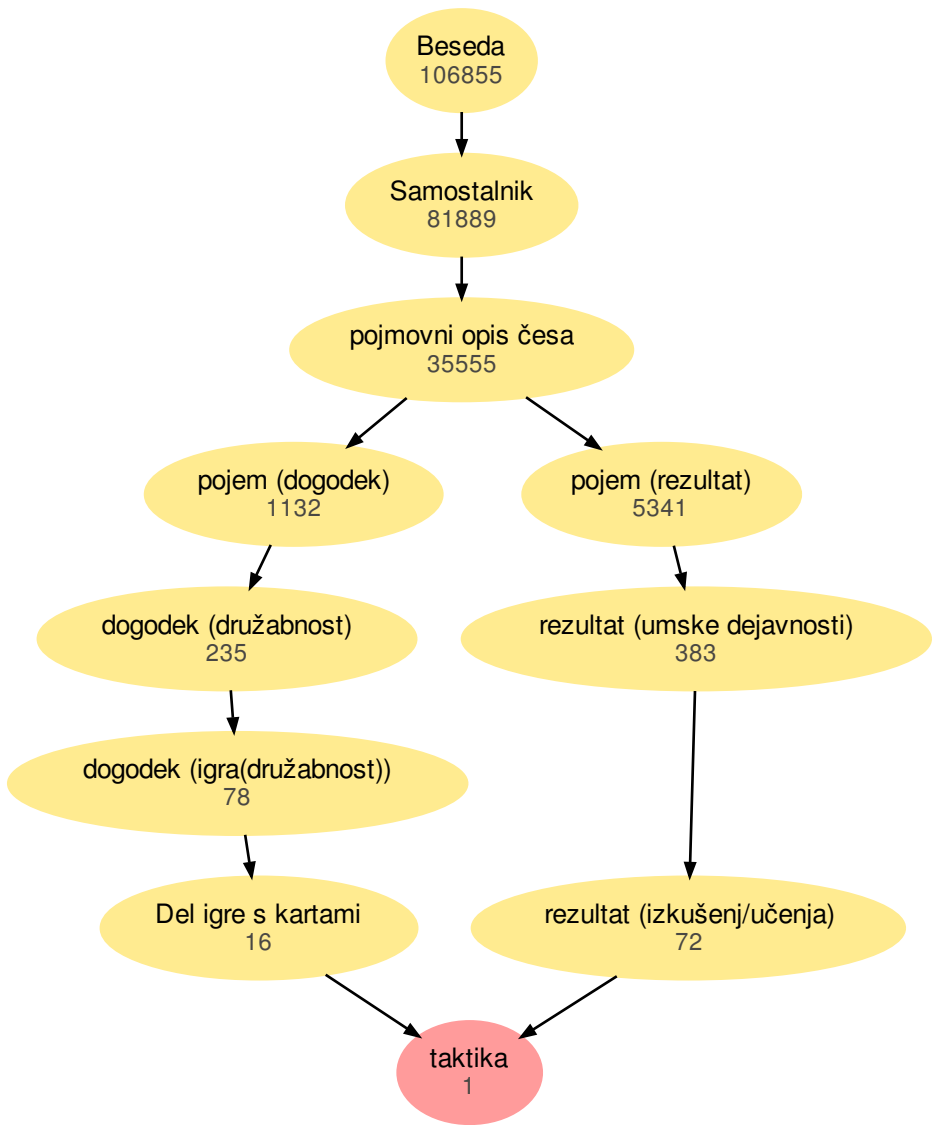 Beseda
106855
Samostalnik
81889
pojmovni opis česa
35555
pojem (dogodek)
1132
pojem (rezultat)
5341
dogodek (družabnost)
235
rezultat (umske dejavnosti)
383
dogodek (igra(družabnost))
78
Del igre s kartami
16
rezultat (izkušenj/učenja)
72
taktika
1